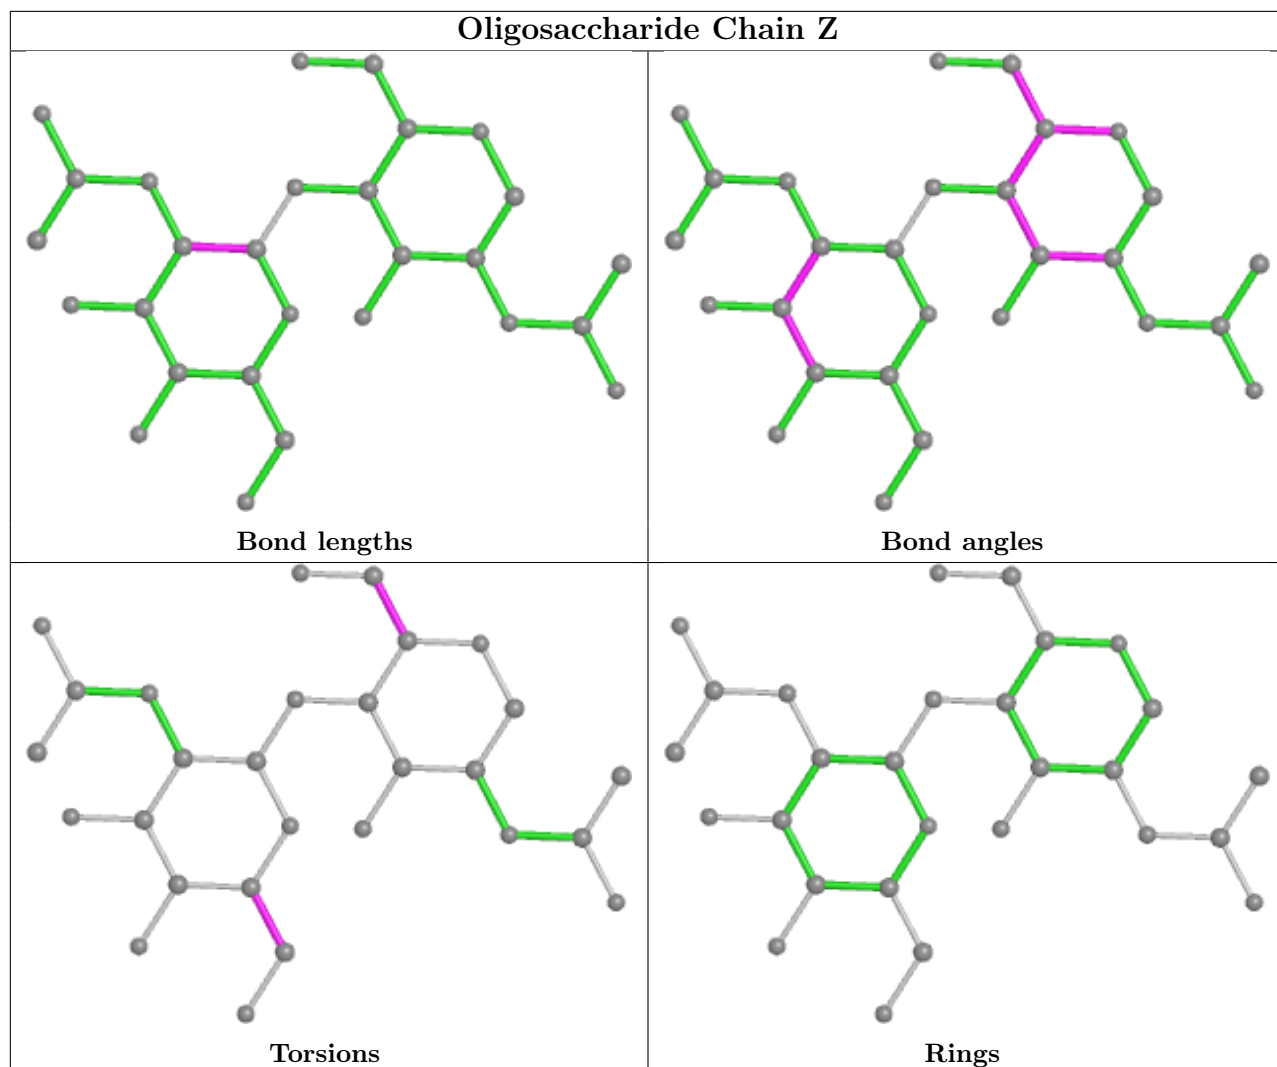 Oligosaccharide Chain Z
Bond lengths
Bond angles
Torsions
Rings